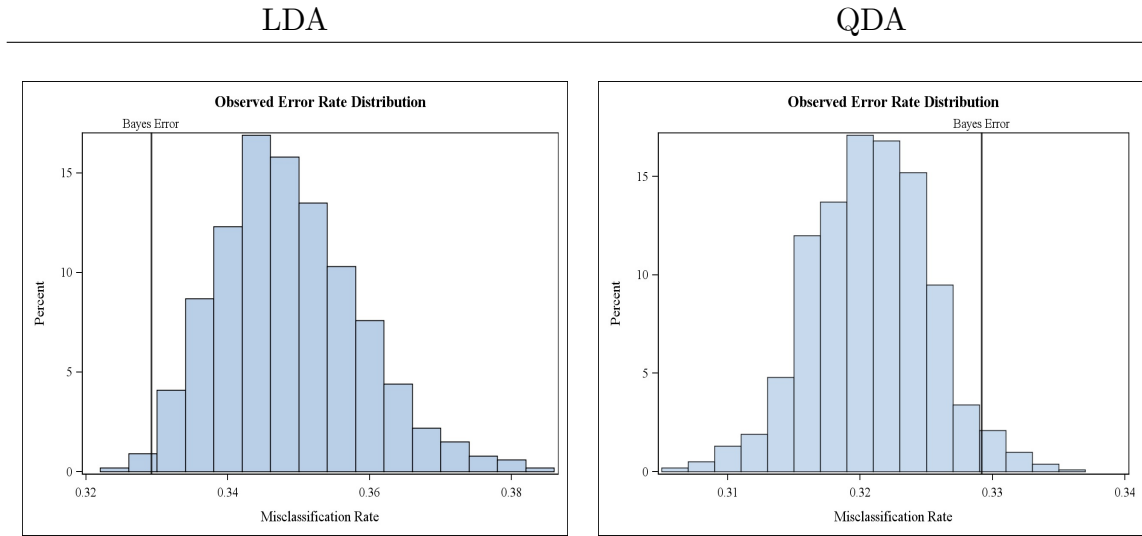 LDA
QDA
Observed Error Rate Distribution
Bayes Error
15
10
5
0
Percent
0.32 0.34 0.36 0.38
Misclassification Rate
Observed Error Rate Distribution
Bayes Error
15
10
5
0
Percent
0.31 0.32 0.33 0.34
Misclassification Rate